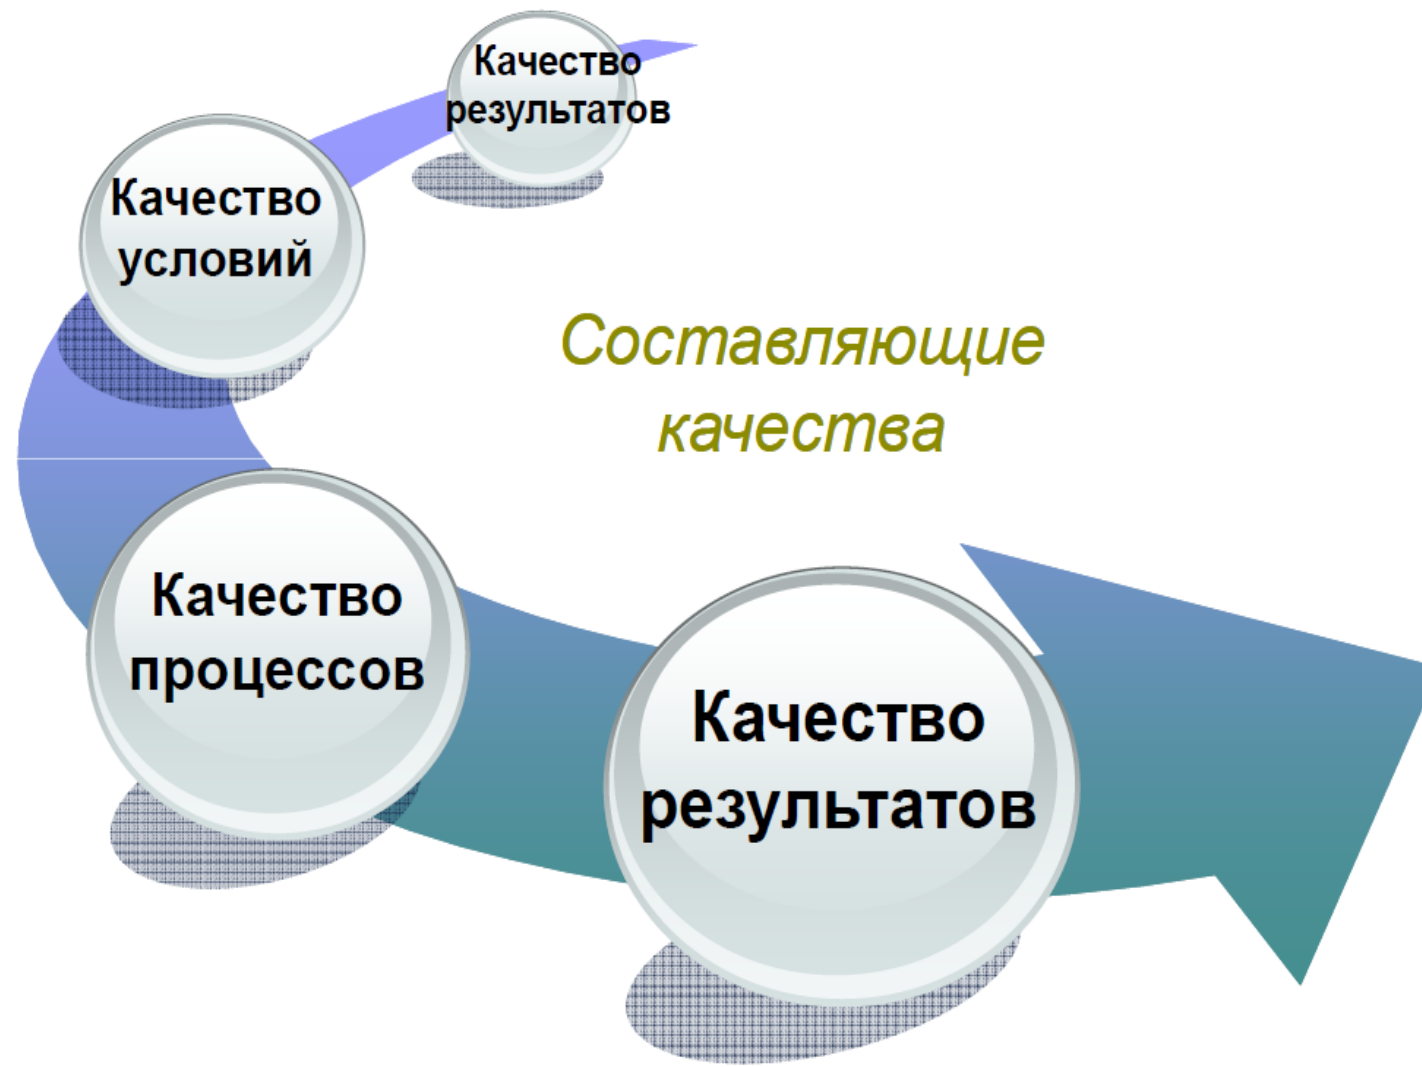 Качество
результатов
Качество
условий
Составляющие
качества
Качество
процессов
Качество
результатов